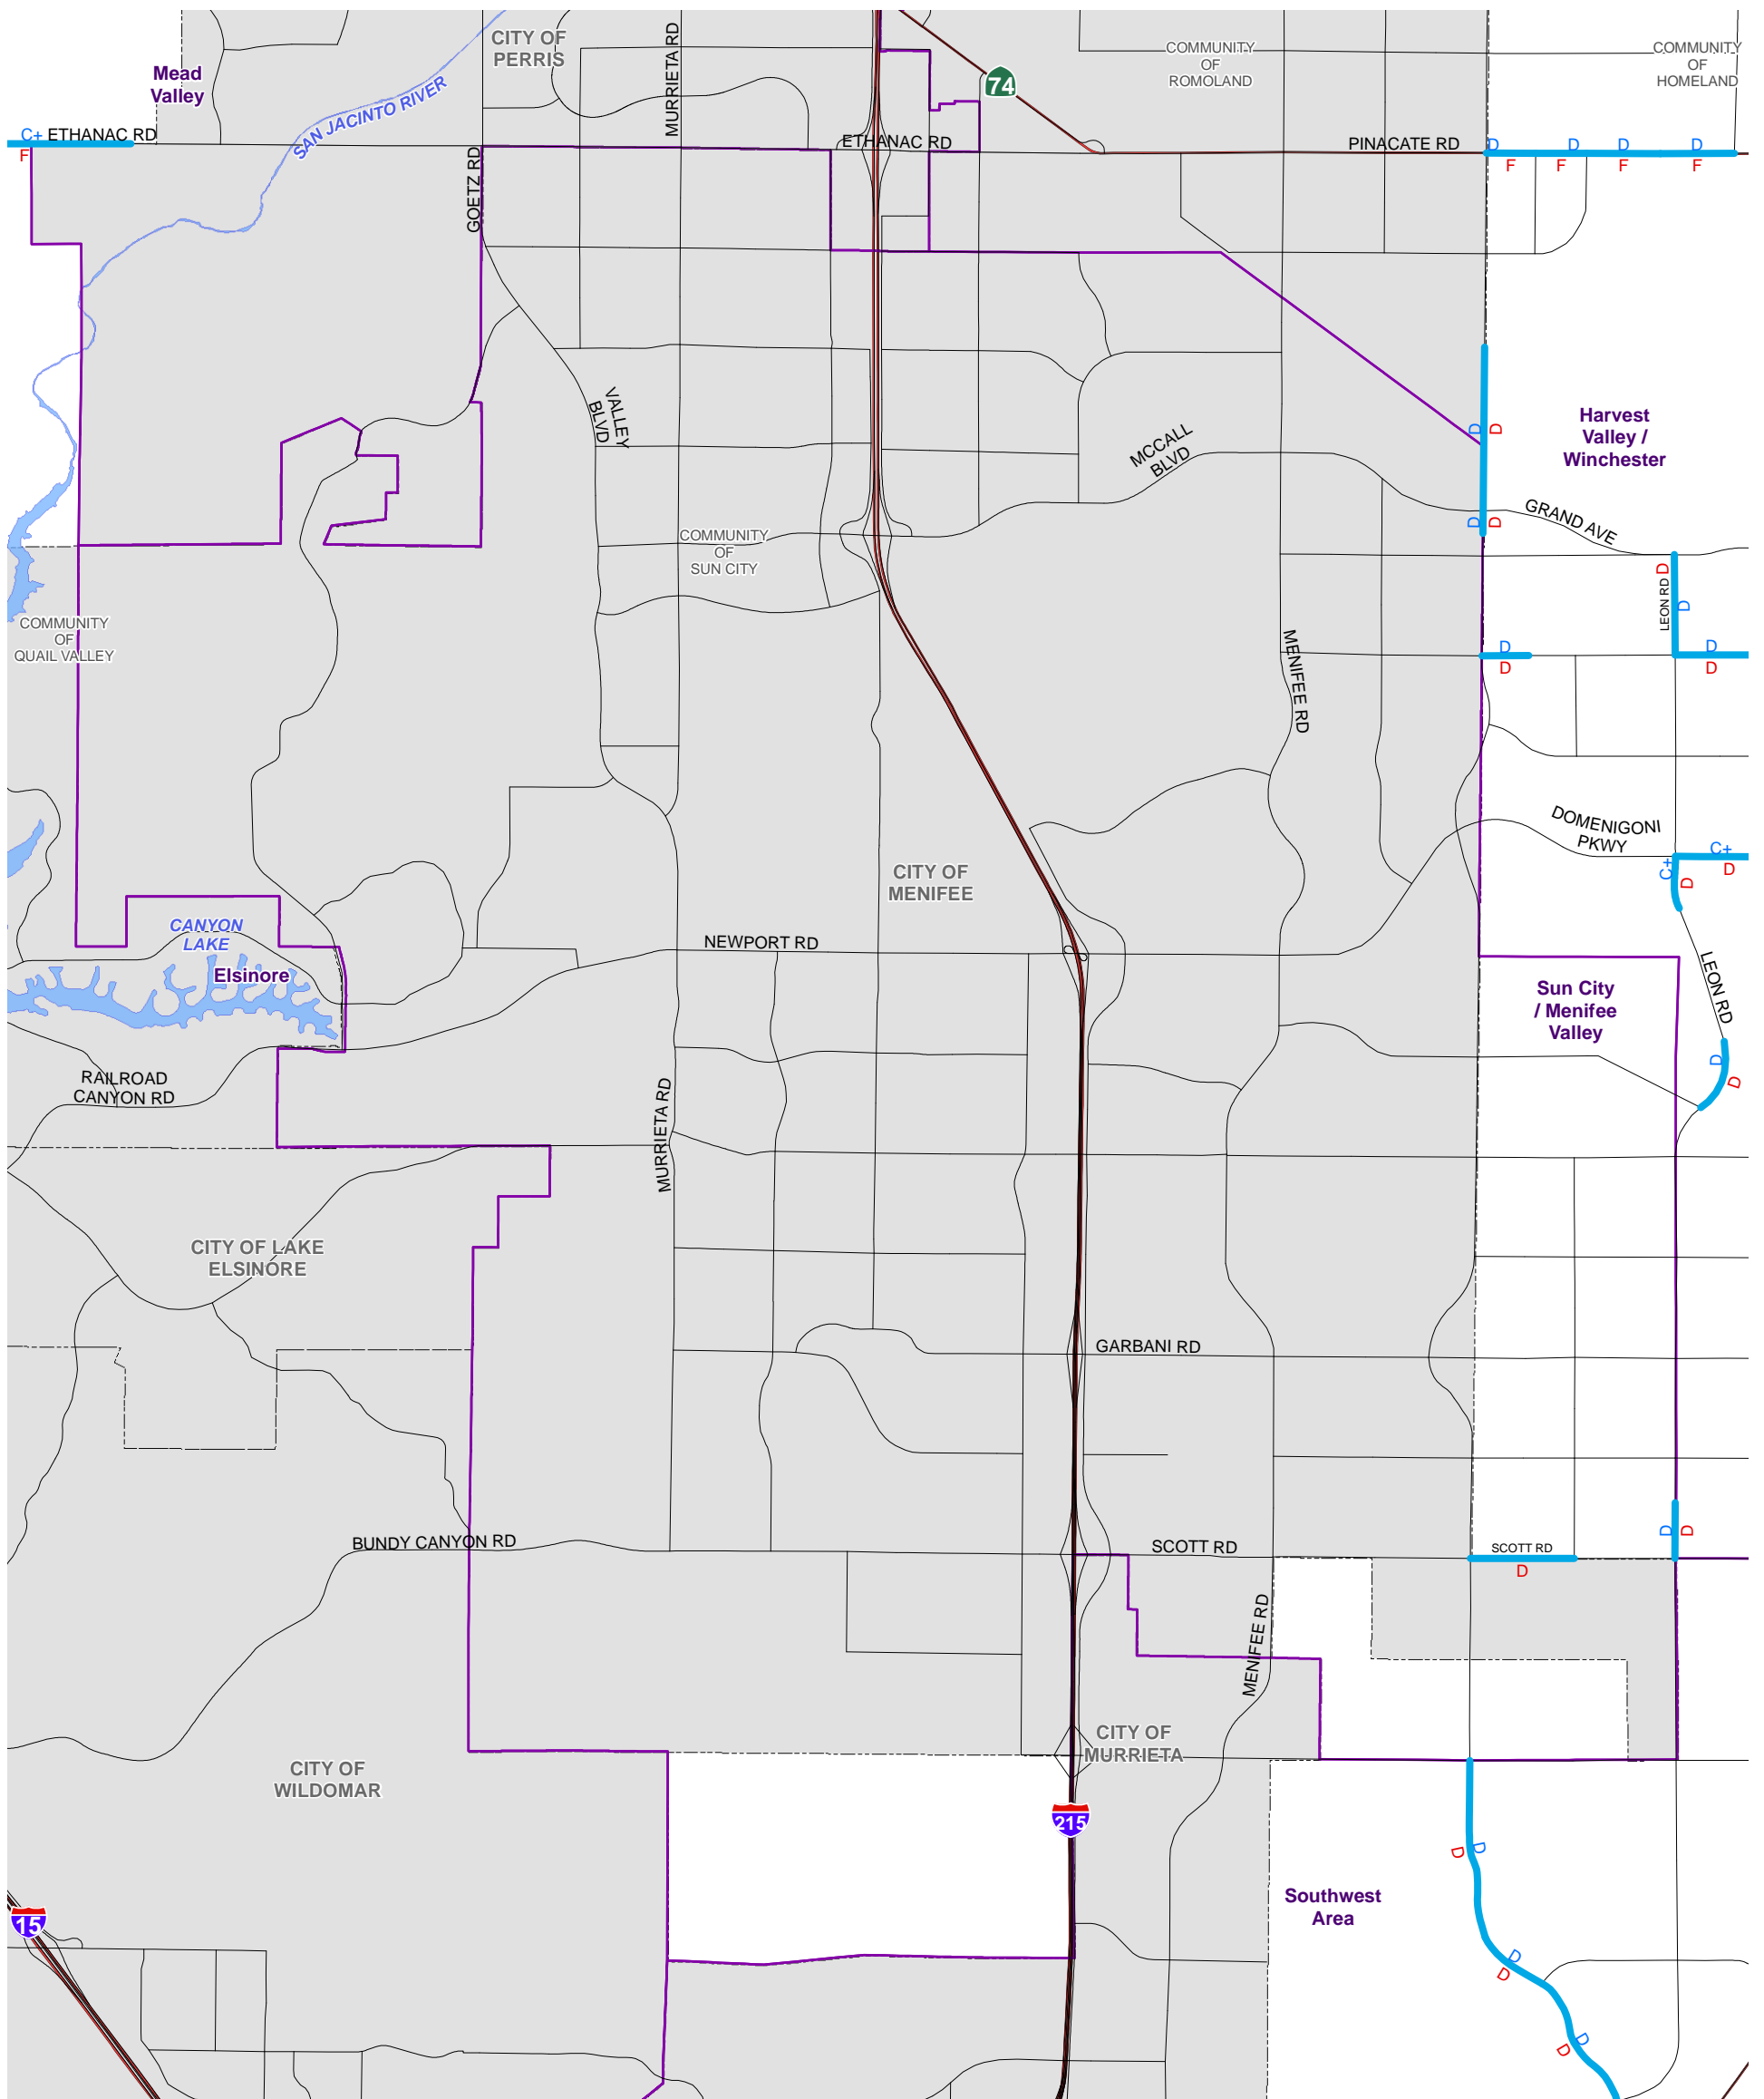 CITY OF
PERRIS
MURRIETA RD
COMMUNITY
OF
ROMOLAND
COMMUNITY
OF
HOMELAND
Mead
Valley
74
SAN JACINTO RIVER
C+
ETHANAC RD
F
ETHANAC RD
PINACATE RD
D
D
D
D
F
F
F
F
GOETZ RD
VALLEY
BLVD
MCCALL
BLVD
D
D
Harvest
Valley /
Winchester
GRAND AVE
D
D
COMMUNITY
OF
SUN CITY
D
LEON RD
D
COMMUNITY
OF
QUAIL VALLEY
MENIFEE RD
D
D
D
D
DOMENIGONI
PKWY
C+
D
C+
D
CITY OF
MENIFEE
CANYON
LAKE
Elsinore
NEWPORT RD
LEON RD
Sun City
/ Menifee
Valley
D
D
RAILROAD
CANYON RD
MURRIETA RD
CITY OF LAKE
ELSINORE
GARBANI RD
BUNDY CANYON RD
SCOTT RD
SCOTT RD
D
D
D
MENIFEE RD
CITY OF
MURRIETA
CITY OF
WILDOMAR
215
D
D
Southwest
Area
15
D
D
D
D